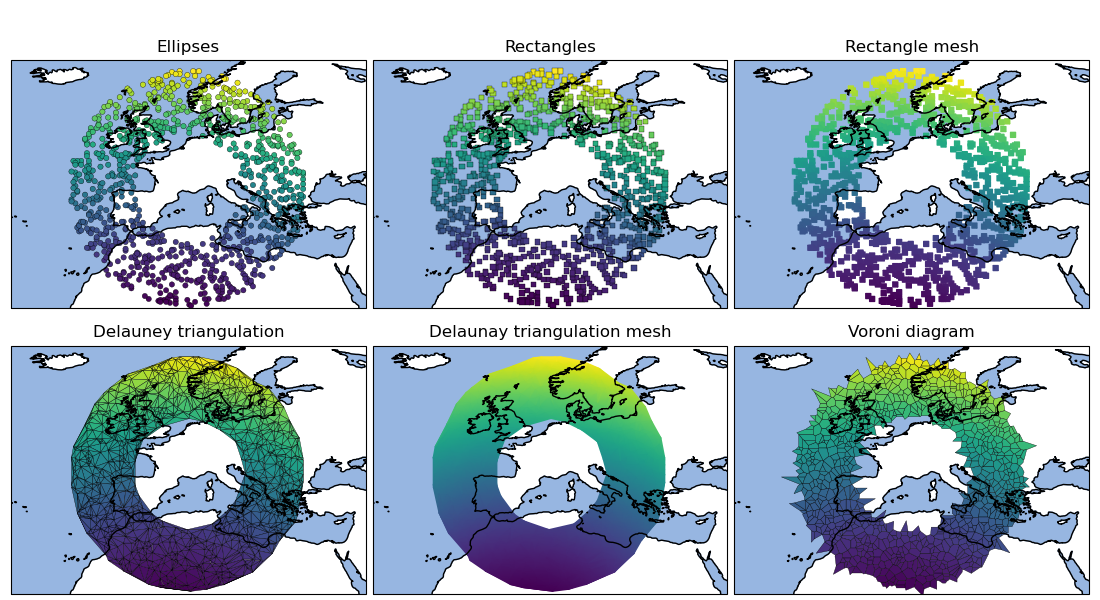 Ellipses
Rectangles
Rectangle mesh
Delauney triangulation
Delaunay triangulation mesh
Voroni diagram